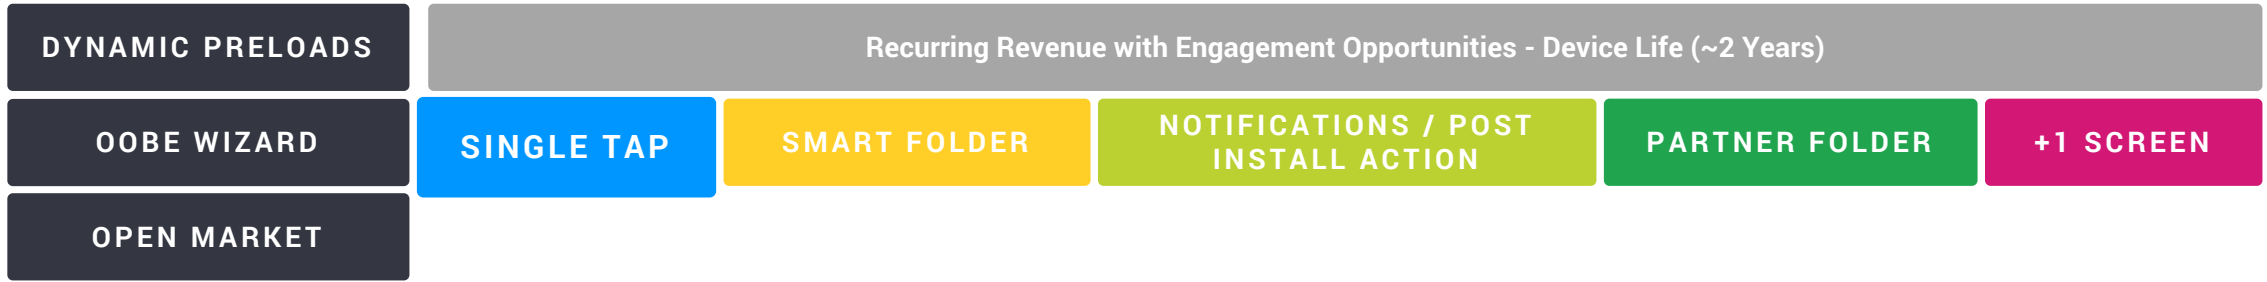 DYNAMIC PRELOADS
Recurring Revenue with Engagement Opportunities - Device Life (~2 Years)
OOBE WIZARD
SINGLE TAP
SMART FOLDER
NOTIFICATIONS / POST
INSTALL ACTION
PARTNER FOLDER
+1 SCREEN
OPEN MARKET